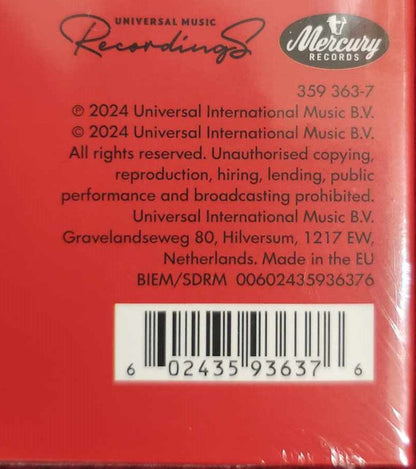 UNIVERSAL MUSIC
Recordings
Mercury
RECORDS
359 363-7
℗ 2024 Universal International Music B.V.
© 2024 Universal International Music B.V.
All rights reserved. Unauthorised copying,
reproduction, hiring, lending, public
performance and broadcasting prohibited.
Universal International Music B.V.
Gravelandseweg 80, Hilversum, 1217 EW,
Netherlands. Made in the EU
BIEM/SDRM 00602435936376
6 02435 93637 6